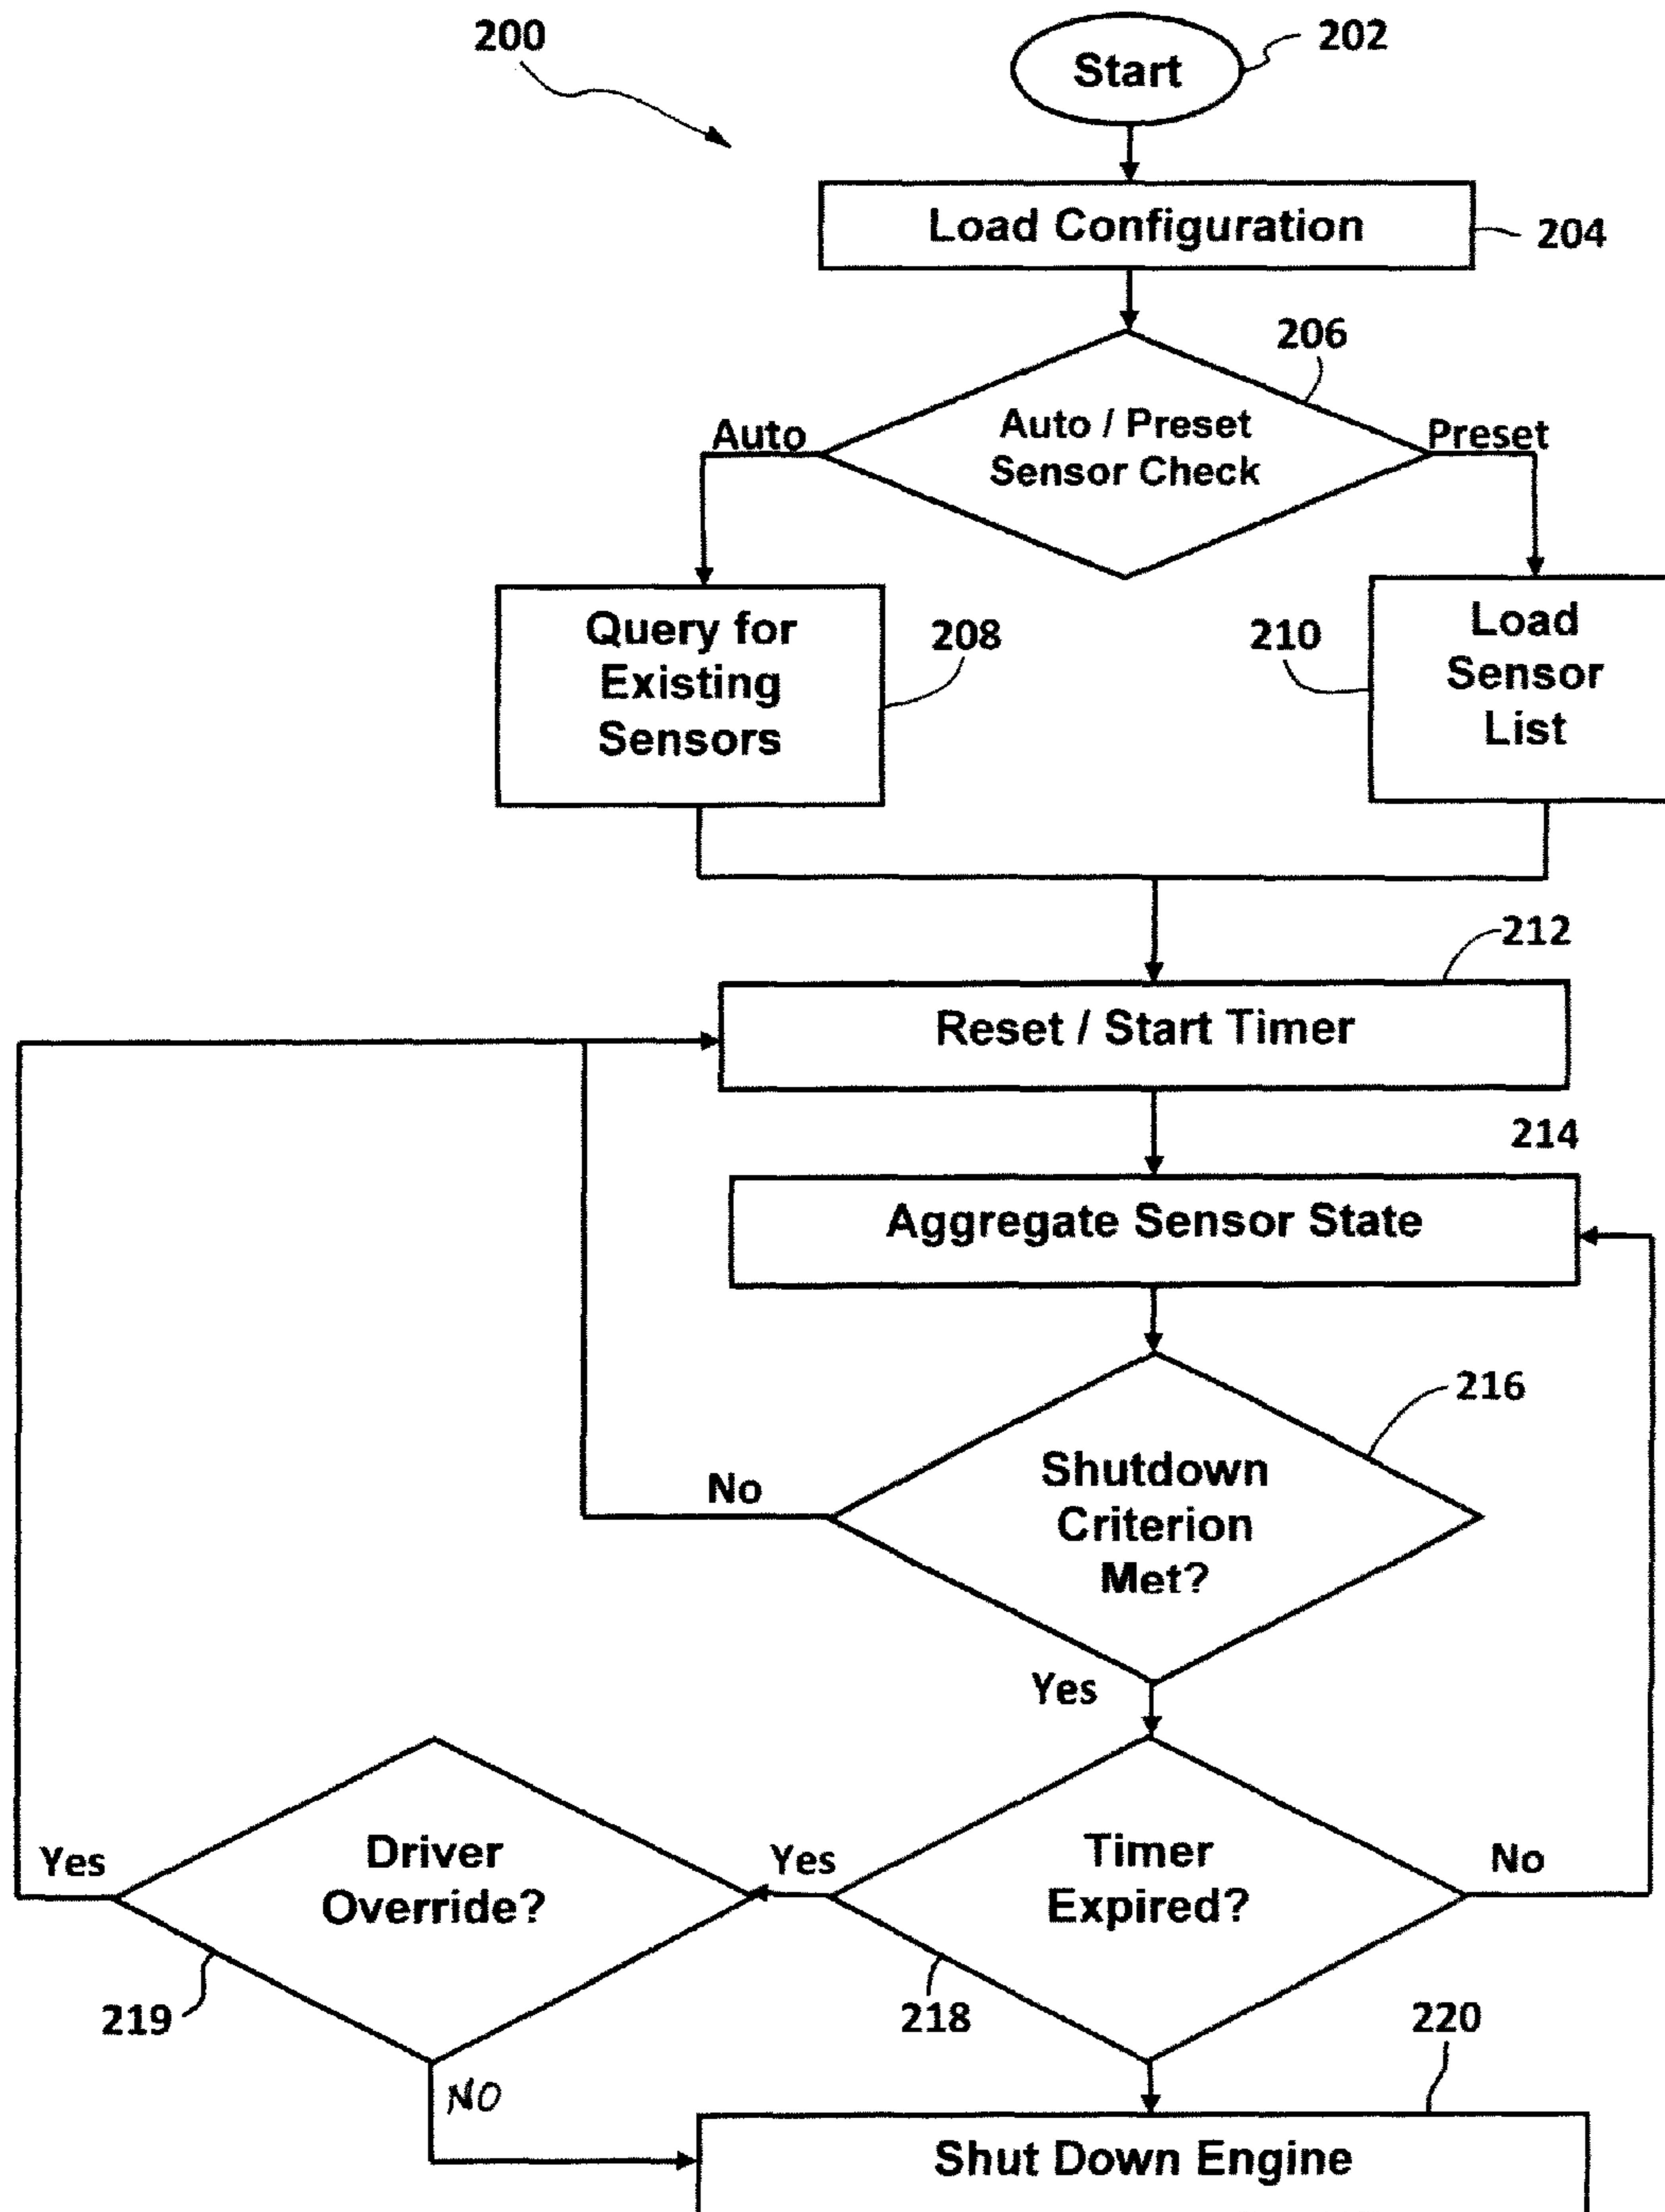 200
Start
202
Load Configuration
204
206
Auto / Preset
Sensor Check
Auto
Preset
Query for
Existing
Sensors
208
210
Load
Sensor
List
212
Reset / Start Timer
214
Aggregate Sensor State
216
Shutdown
Criterion
Met?
No
Yes
Driver
Override?
Yes
Yes
Timer
Expired?
No
219
218
220
NO
Shut Down Engine